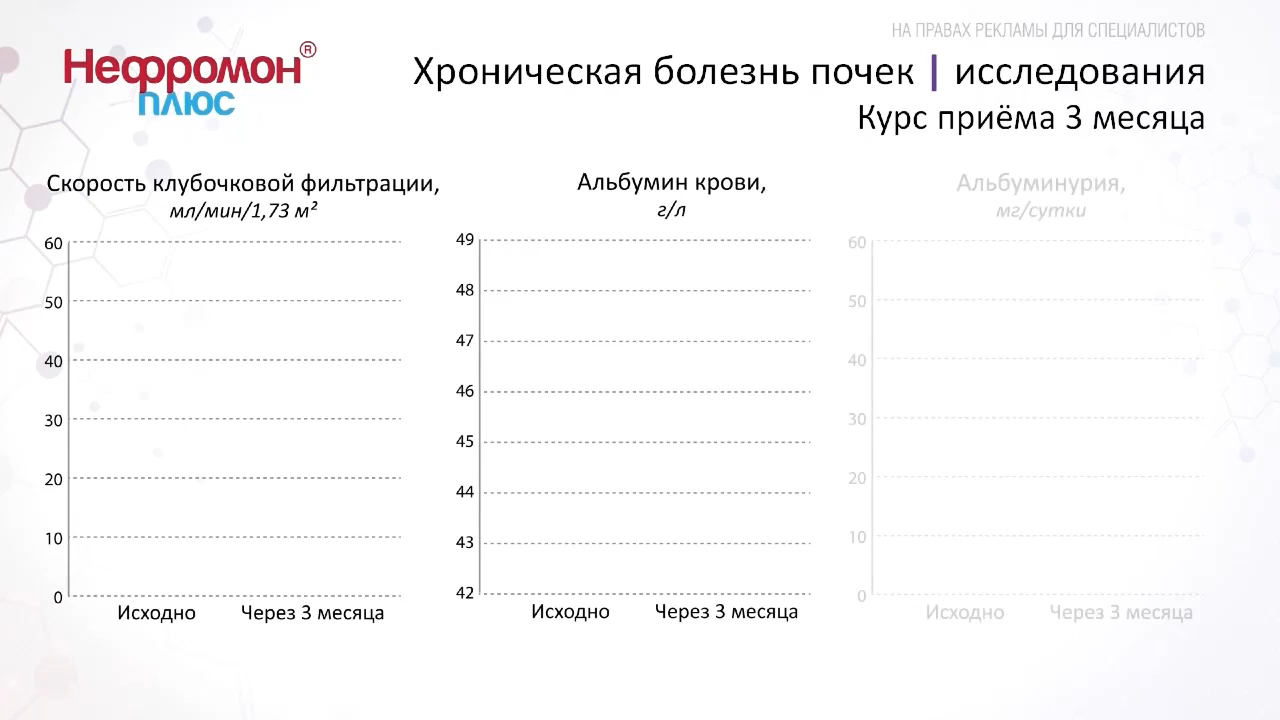 НА ПРАВАХ РЕКЛАМЫ ДЛЯ СПЕЦИАЛИСТОВ
Нефромон®
плюс
Хроническая болезнь почек | исследования
Курс приёма 3 месяца
Скорость клубочковой фильтрации,
мл/мин/1,73 м²
60
50
40
30
20
10
0
Исходно Через 3 месяца
Альбумин крови,
г/л
49
48
47
46
45
44
43
42
Исходно Через 3 месяца
Альбуминурия,
мг/сутки
60
50
40
30
20
10
0
Исходно Через 3 месяца